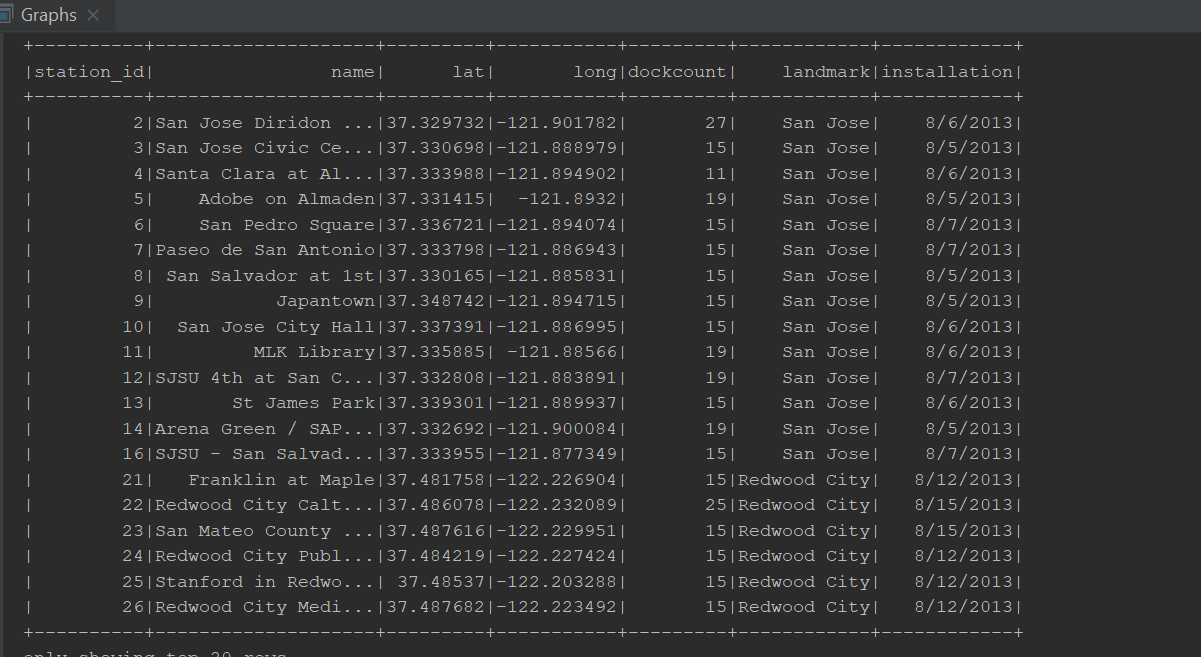 Graphs
+----------+--------------------+---------+-----------+---------+------------+------------+
|station_id|                name|      lat|       long|dockcount|    landmark|installation|
+----------+--------------------+---------+-----------+---------+------------+------------+
|         2|San Jose Diridon ...|37.329732|-121.901782|       27|    San Jose|    8/6/2013|
|         3|San Jose Civic Ce...|37.330698|-121.888979|       15|    San Jose|    8/5/2013|
|         4|Santa Clara at Al...|37.333988|-121.894902|       11|    San Jose|    8/6/2013|
|         5|    Adobe on Almaden|37.331415|  -121.8932|       19|    San Jose|    8/5/2013|
|         6|    San Pedro Square|37.336721|-121.894074|       15|    San Jose|    8/7/2013|
|         7|Paseo de San Antonio|37.333798|-121.886943|       15|    San Jose|    8/7/2013|
|         8| San Salvador at 1st|37.330165|-121.885831|       15|    San Jose|    8/5/2013|
|         9|           Japantown|37.348742|-121.894715|       15|    San Jose|    8/5/2013|
|        10|  San Jose City Hall|37.337391|-121.886995|       15|    San Jose|    8/6/2013|
|        11|         MLK Library|37.335885| -121.88566|       19|    San Jose|    8/6/2013|
|        12|SJSU 4th at San C...|37.332808|-121.883891|       19|    San Jose|    8/7/2013|
|        13|       St James Park|37.339301|-121.889937|       15|    San Jose|    8/6/2013|
|        14|Arena Green / SAP...|37.332692|-121.900084|       19|    San Jose|    8/5/2013|
|        16|SJSU - San Salvad...|37.333955|-121.877349|       15|    San Jose|    8/7/2013|
|        21|   Franklin at Maple|37.481758|-122.226904|       15|Redwood City|   8/12/2013|
|        22|Redwood City Calt...|37.486078|-122.232089|       25|Redwood City|   8/15/2013|
|        23|San Mateo County ...|37.487616|-122.229951|       15|Redwood City|   8/15/2013|
|        24|Redwood City Publ...|37.484219|-122.227424|       15|Redwood City|   8/12/2013|
|        25|Stanford in Redwo...| 37.48537|-122.203288|       15|Redwood City|   8/12/2013|
|        26|Redwood City Medi...|37.487682|-122.223492|       15|Redwood City|   8/12/2013|
+----------+--------------------+---------+-----------+---------+------------+------------+
only showing top 20 rows